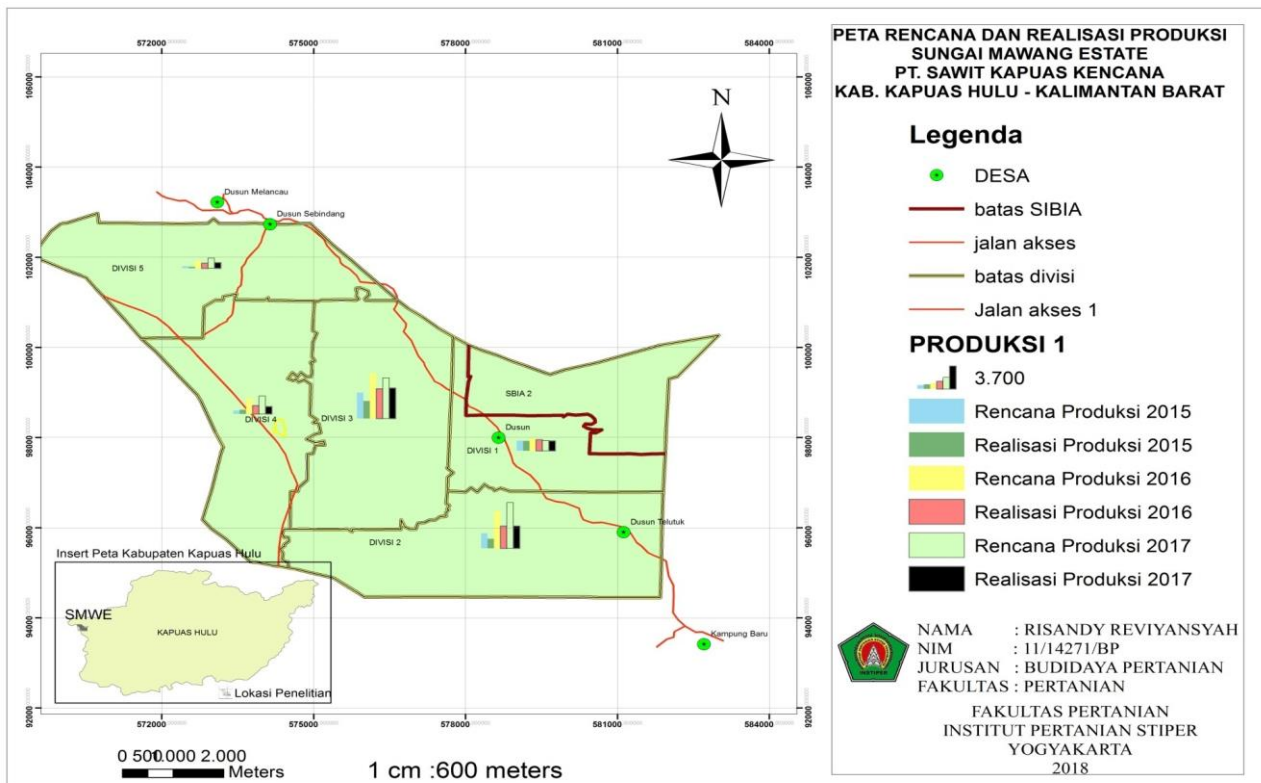 572000
575000
578000
581000
584000
106000
104000
102000
100000
98000
96000
94000
92000
N
Dusun Melancau
Dusun Sebindang
DIVISI 5
DIVISI 4
DIVISI 3
SBIA 2
Dusun
DIVISI 1
Dusun Telutuk
DIVISI 2
Kampung Baru
Insert Peta Kabupaten Kapuas Hulu
SMWE
KAPUAS HULU
Lokasi Penelitian
572000
575000
578000
581000
584000
0 500 1.000 2.000
Meters
1 cm :600 meters
PETA RENCANA DAN REALISASI PRODUKSI
SUNGAI MAWANG ESTATE
PT. SAWIT KAPUAS KENCANA
KAB. KAPUAS HULU - KALIMANTAN BARAT
Legenda
DESA
batas SIBIA
jalan akses
batas divisi
Jalan akses 1
PRODUKSI 1
3.700
Rencana Produksi 2015
Realisasi Produksi 2015
Rencana Produksi 2016
Realisasi Produksi 2016
Rencana Produksi 2017
Realisasi Produksi 2017
INSTIPER
NAMA : RISANDY REVIYANSYAH
NIM : 11/14271/BP
JURUSAN : BUDIDAYA PERTANIAN
FAKULTAS : PERTANIAN
FAKULTAS PERTANIAN
INSTITUT PERTANIAN STIPER
YOGYAKARTA
2018